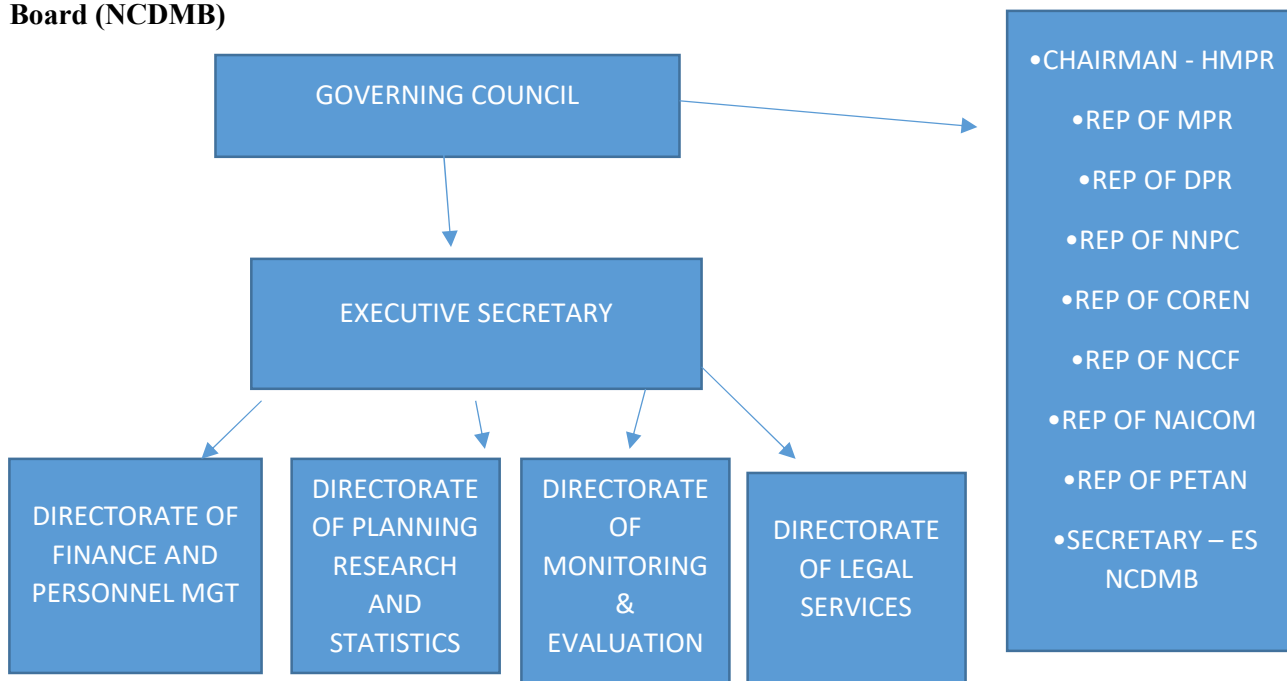 Board (NCDMB)
GOVERNING COUNCIL
•CHAIRMAN - HMPR
•REP OF MPR
•REP OF DPR
•REP OF NNPC
•REP OF COREN
•REP OF NCCF
•REP OF NAICOM
•REP OF PETAN
•SECRETARY – ES
NCDMB
EXECUTIVE SECRETARY
DIRECTORATE OF
FINANCE AND
PERSONNEL MGT
DIRECTORATE
OF PLANNING
RESEARCH
AND
STATISTICS
DIRECTORATE
OF
MONITORING
&
EVALUATION
DIRECTORATE
OF LEGAL
SERVICES